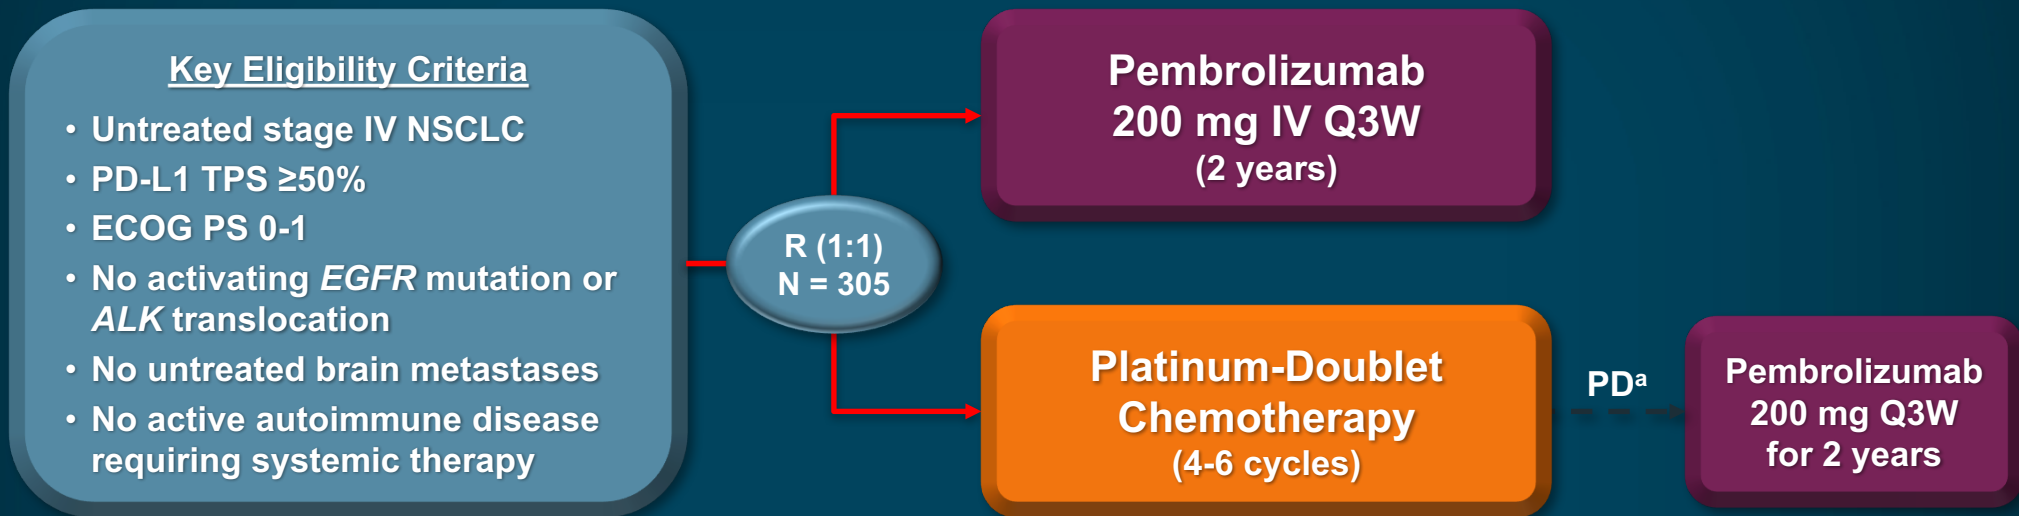 Key Eligibility Criteria
• Untreated stage IV NSCLC
• PD-L1 TPS ≥50%
• ECOG PS 0-1
• No activating EGFR mutation or
ALK translocation
• No untreated brain metastases
• No active autoimmune disease
requiring systemic therapy
R (1:1)
N = 305
Pembrolizumab
200 mg IV Q3W
(2 years)
Platinum-Doublet
Chemotherapy
(4-6 cycles)
PDᵃ
Pembrolizumab
200 mg Q3W
for 2 years